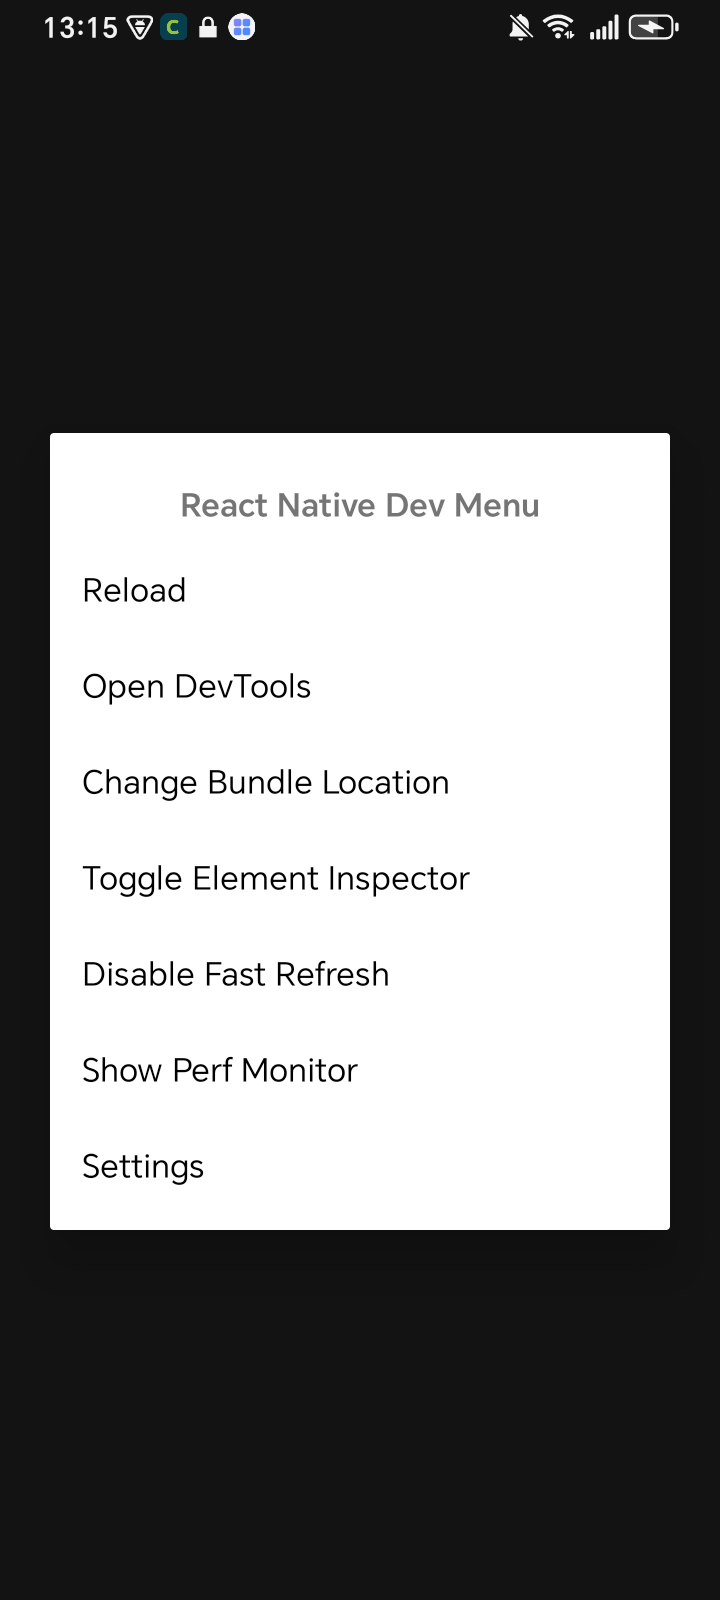 13:15
React Native Dev Menu
Reload
Open DevTools
Change Bundle Location
Toggle Element Inspector
Disable Fast Refresh
Show Perf Monitor
Settings